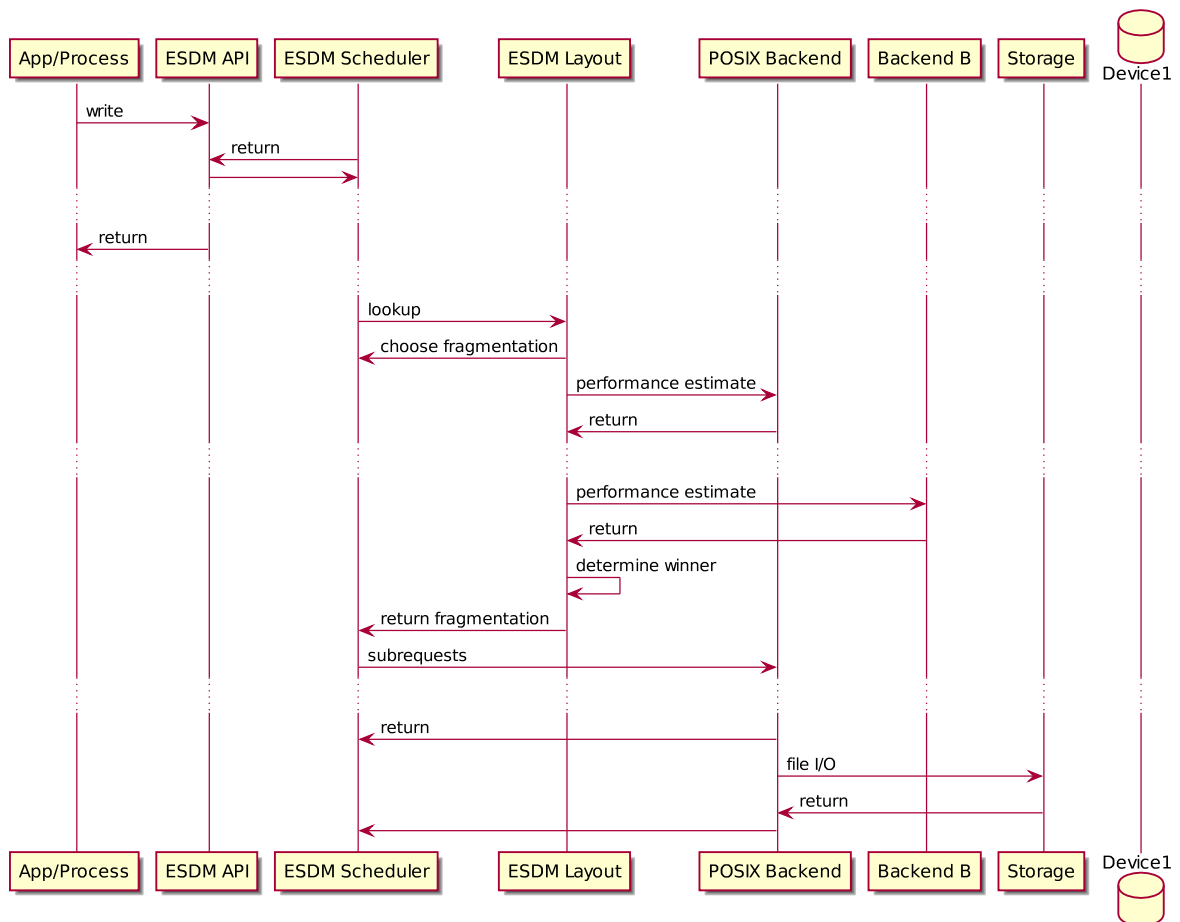 App/Process ESDM API ESDM Scheduler ESDM Layout POSIX Backend Backend B Storage Device1
write
return
return
lookup
choose fragmentation
performance estimate
return
performance estimate
return
determine winner
return fragmentation
subrequests
return
file I/O
return
App/Process ESDM API ESDM Scheduler ESDM Layout POSIX Backend Backend B Storage Device1